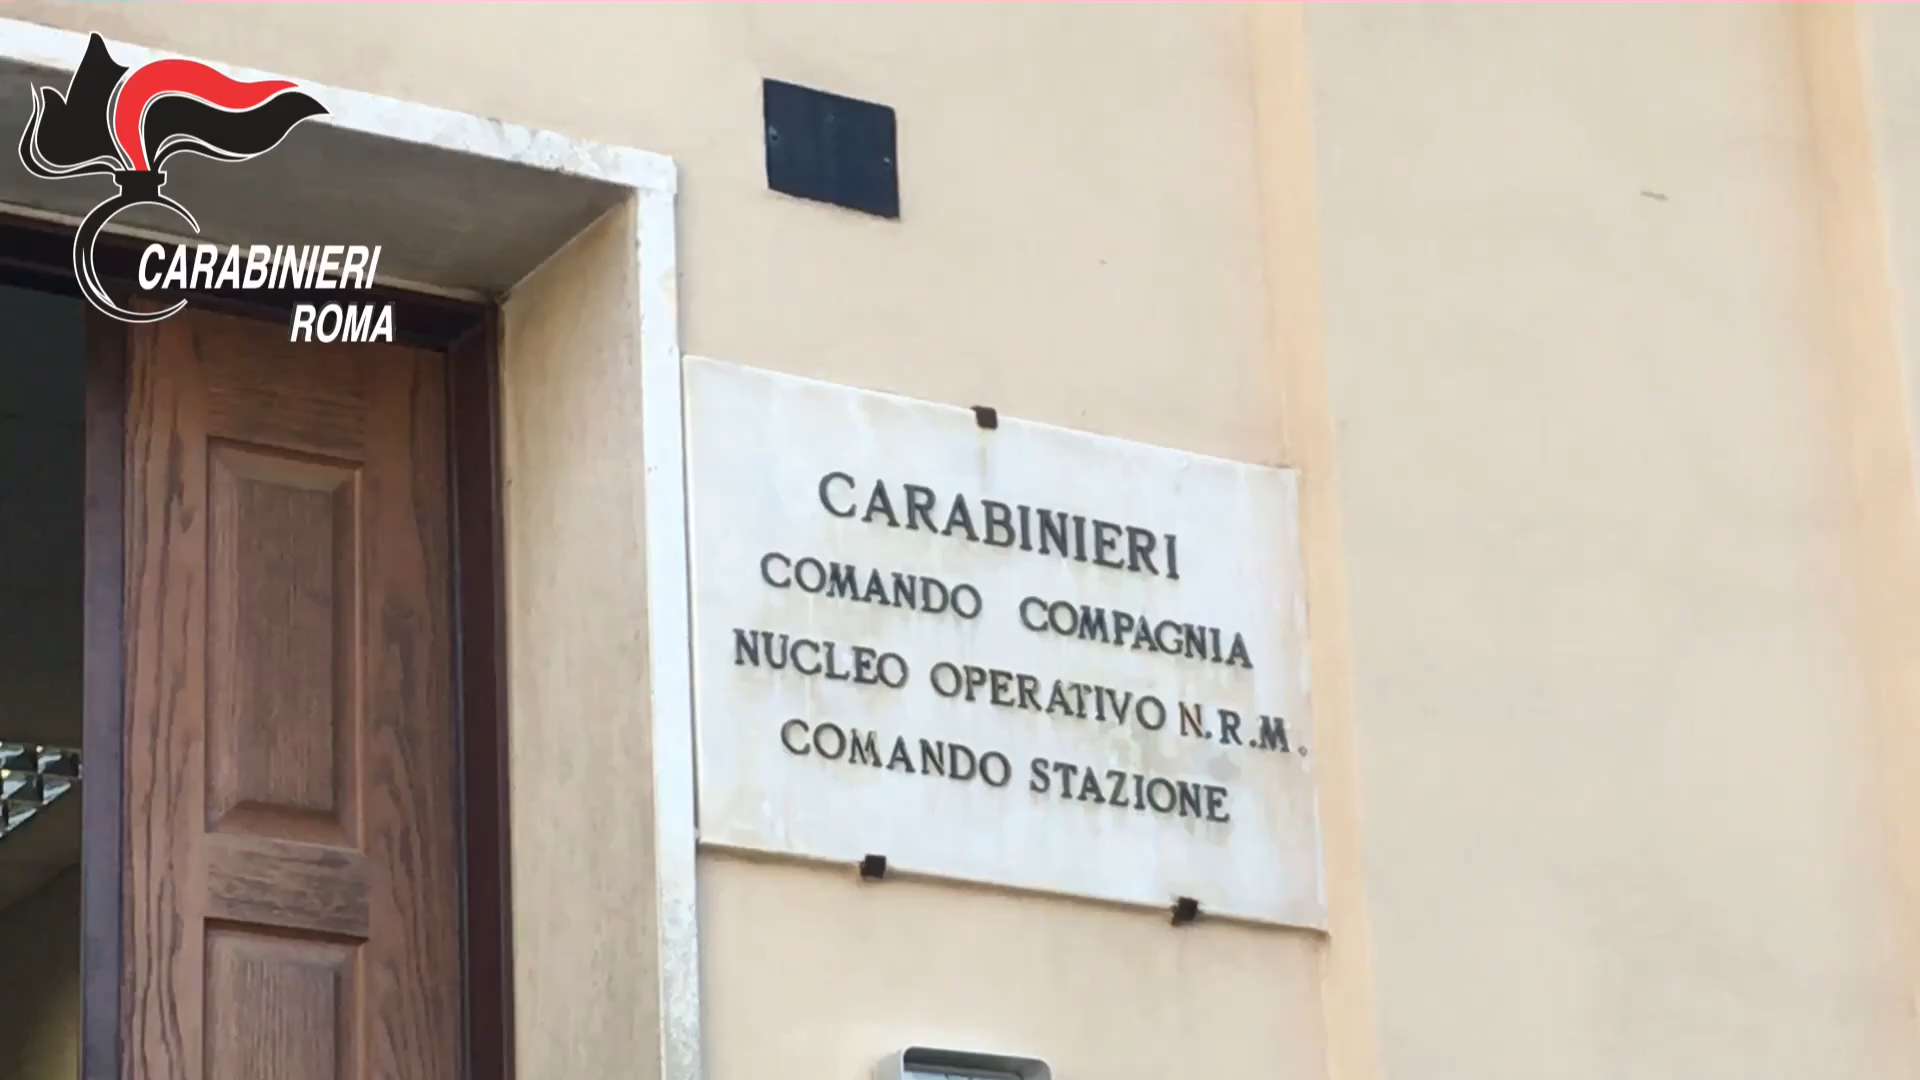 CARABINIERI
ROMA
CARABINIERI
COMANDO COMPAGNIA
NUCLEO OPERATIVO N.R.M.
COMANDO STAZIONE